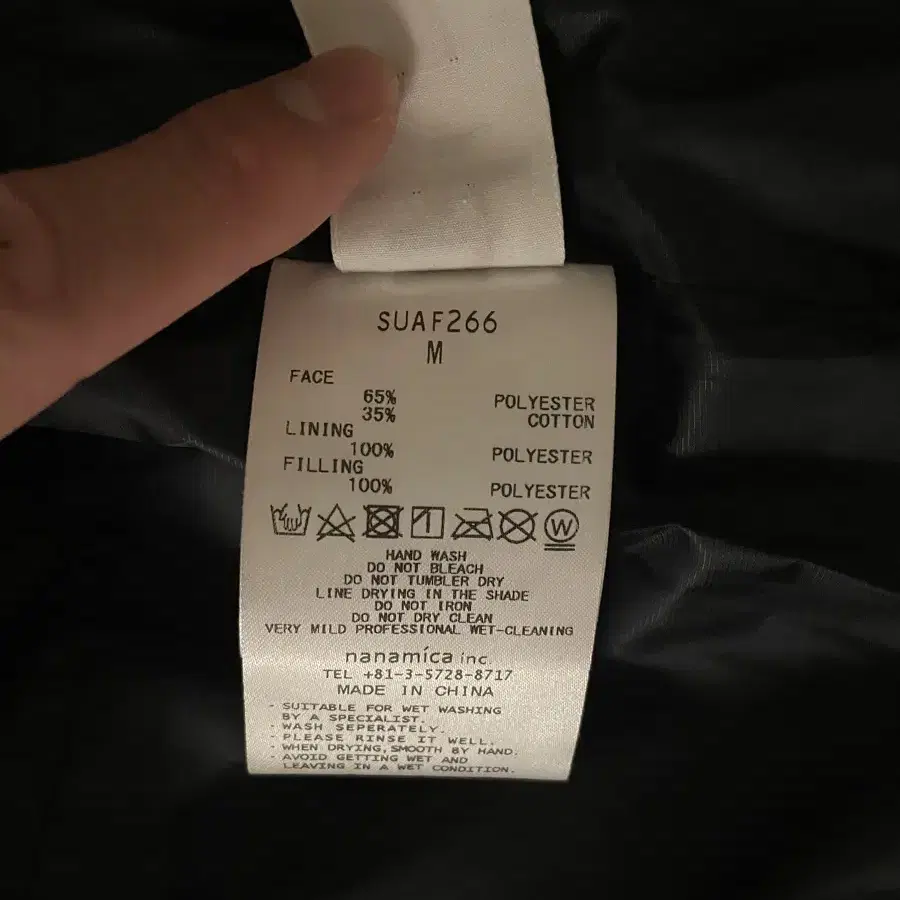 SUAF266
M
FACE
65% POLYESTER
35% COTTON
LINING
100% POLYESTER
FILLING
100% POLYESTER
W
HAND WASH
DO NOT BLEACH
DO NOT TUMBLER DRY
LINE DRYING IN THE SHADE
DO NOT IRON
DO NOT DRY CLEAN
VERY MILD PROFESSIONAL WET-CLEANING
nanamica inc.
TEL +81-3-5728-8717
MADE IN CHINA
- SUITABLE FOR WET WASHING
BY A SPECIALIST.
- WASH SEPERATELY.
- PLEASE RINSE IT WELL.
- WHEN DRYING, SMOOTH BY HAND.
- AVOID GETTING WET AND
LEAVING IN A WET CONDITION.